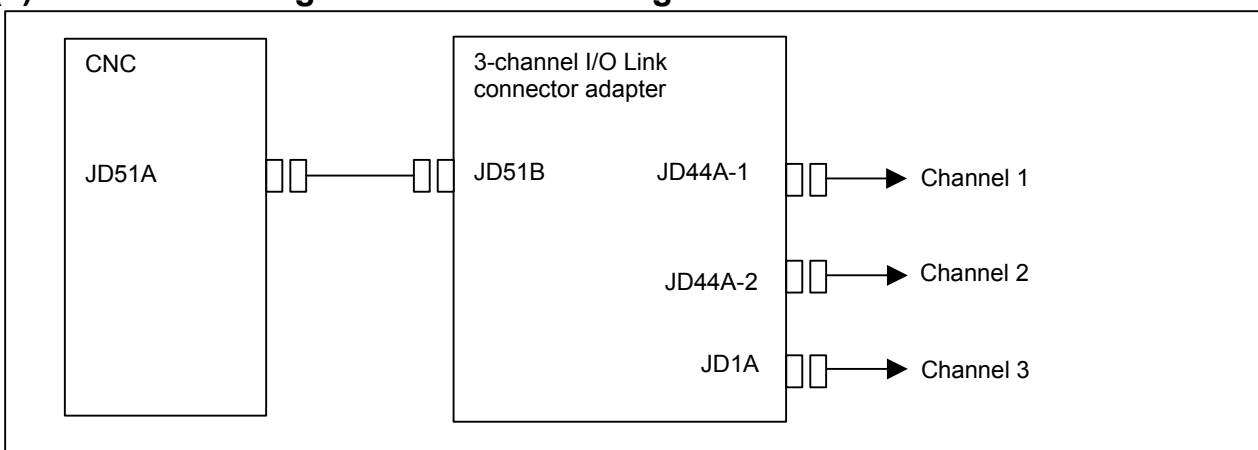 CNC
3-channel I/O Link
connector adapter
JD51A
JD51B
JD44A-1
Channel 1
JD44A-2
Channel 2
JD1A
Channel 3